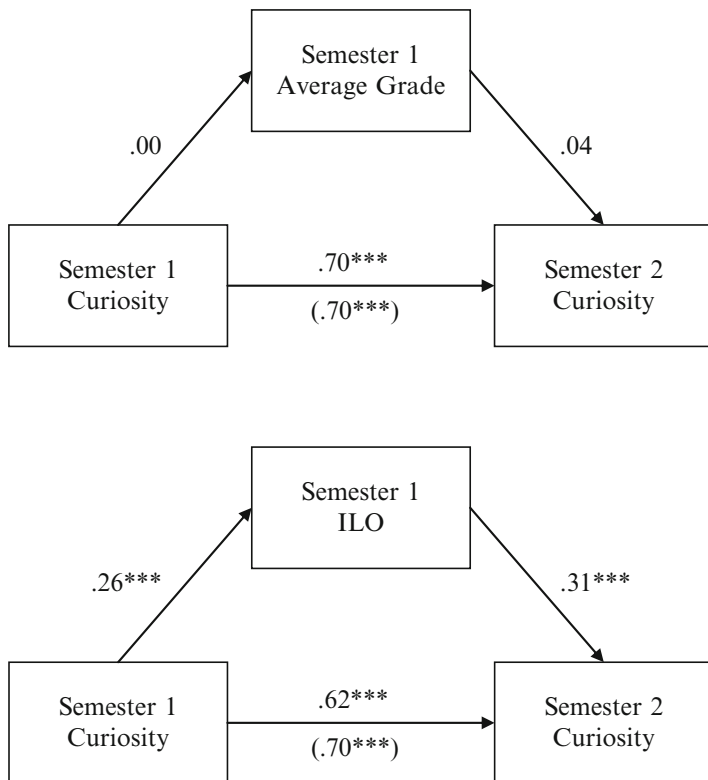 Semester 1
Average Grade
.00
.04
Semester 1
Curiosity
.70***
(.70***)
Semester 2
Curiosity
Semester 1
ILO
.26***
.31***
Semester 1
Curiosity
.62***
(.70***)
Semester 2
Curiosity